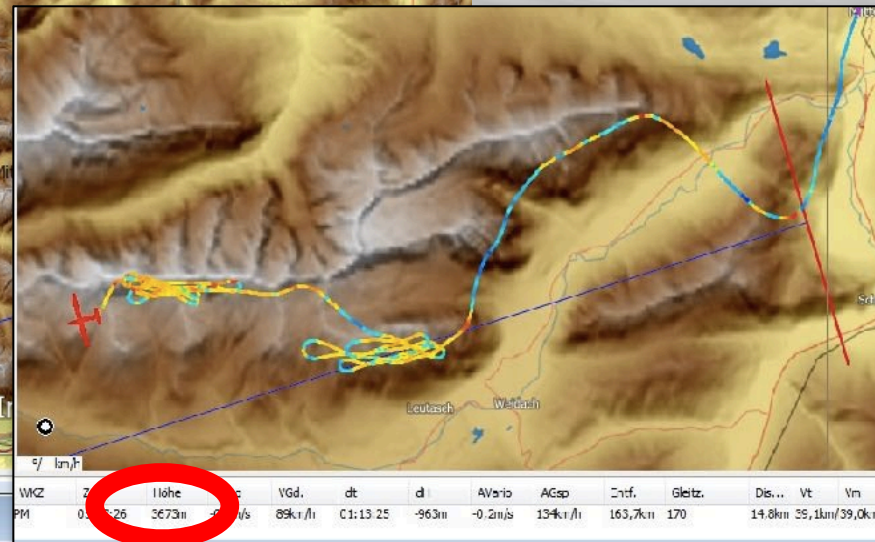 Leutasch
Weidach
km/h
WKZ Höhe VGd. dt AVario AGsp Entf. Gleitz. Dis... Vt Vm
PM 3673m 89km/h 01:13:25 -963m -0,2m/s 134km/h 163,7km 170 14,8km 39,1km/ 39,0km